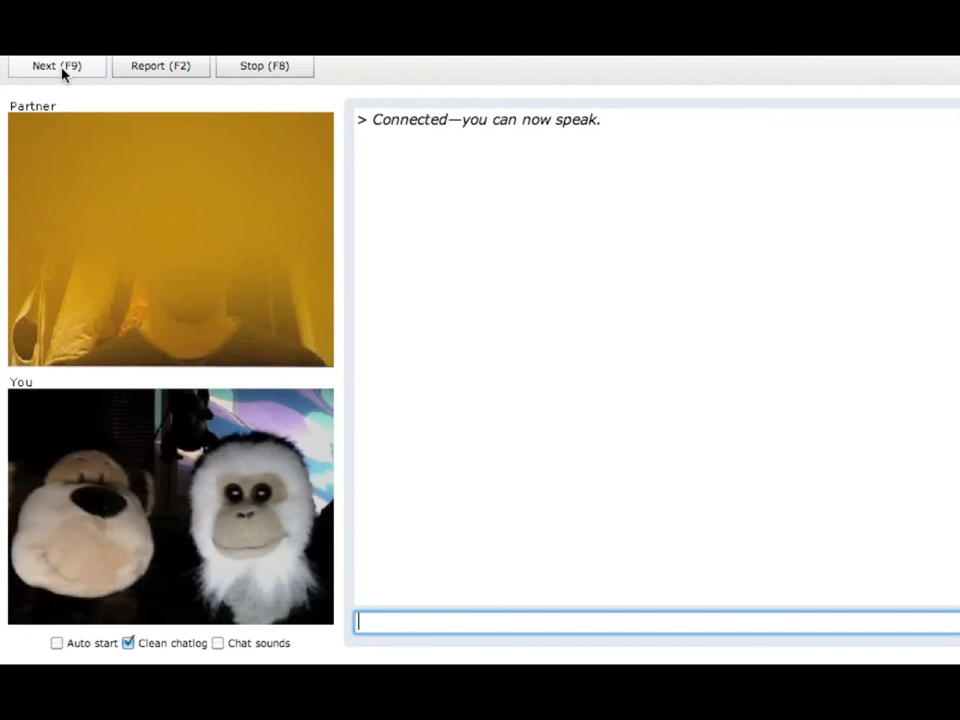 Next (F9) Report (F2) Stop (F8)
Partner
> Connected—you can now speak.
You
Auto start Clean chatlog Chat sounds